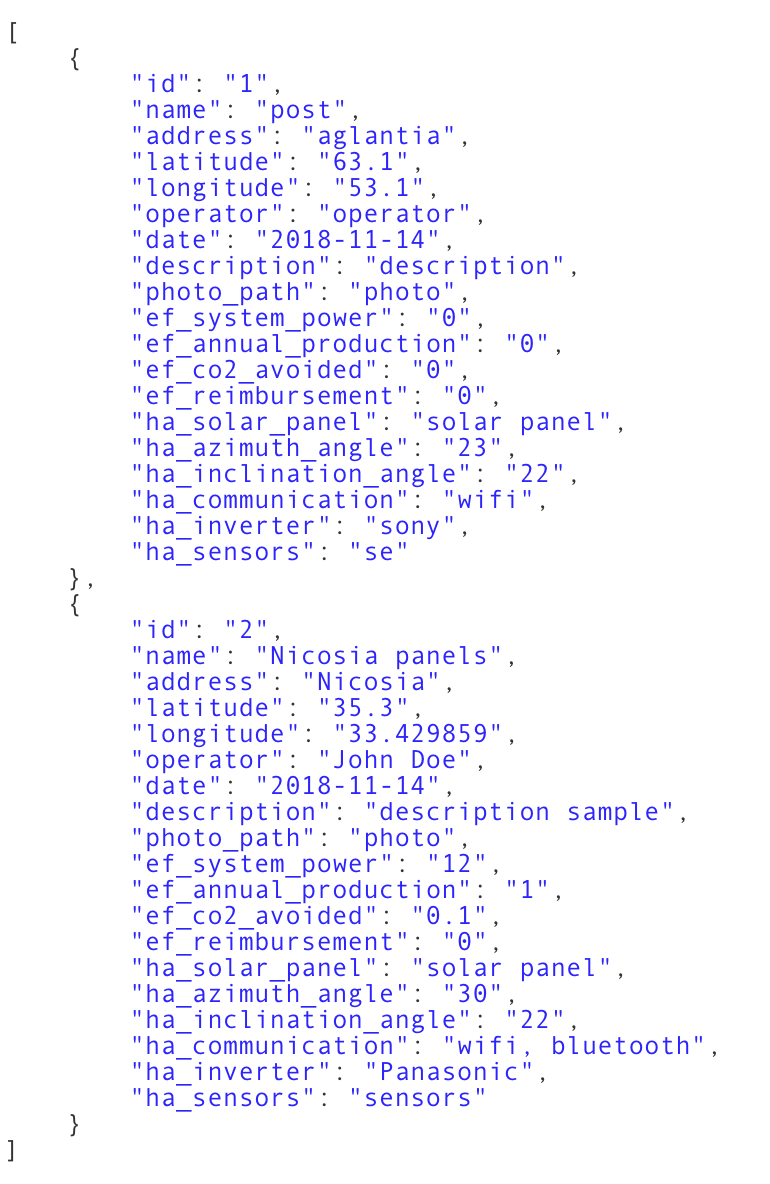 [
{
"id": "1",
"name": "post",
"address": "aglantia",
"latitude": "63.1",
"longitude": "53.1",
"operator": "operator",
"date": "2018-11-14",
"description": "description",
"photo_path": "photo",
"ef_system_power": "0",
"ef_annual_production": "0",
"ef_co2_avoided": "0",
"ef_reimbursement": "0",
"ha_solar_panel": "solar panel",
"ha_azimuth_angle": "23",
"ha_inclination_angle": "22",
"ha_communication": "wifi",
"ha_inverter": "sony",
"ha_sensors": "se"
},
{
"id": "2",
"name": "Nicosia panels",
"address": "Nicosia",
"latitude": "35.3",
"longitude": "33.429859",
"operator": "John Doe",
"date": "2018-11-14",
"description": "description sample",
"photo_path": "photo",
"ef_system_power": "12",
"ef_annual_production": "1",
"ef_co2_avoided": "0.1",
"ef_reimbursement": "0",
"ha_solar_panel": "solar panel",
"ha_azimuth_angle": "30",
"ha_inclination_angle": "22",
"ha_communication": "wifi, bluetooth",
"ha_inverter": "Panasonic",
"ha_sensors": "sensors"
}
]